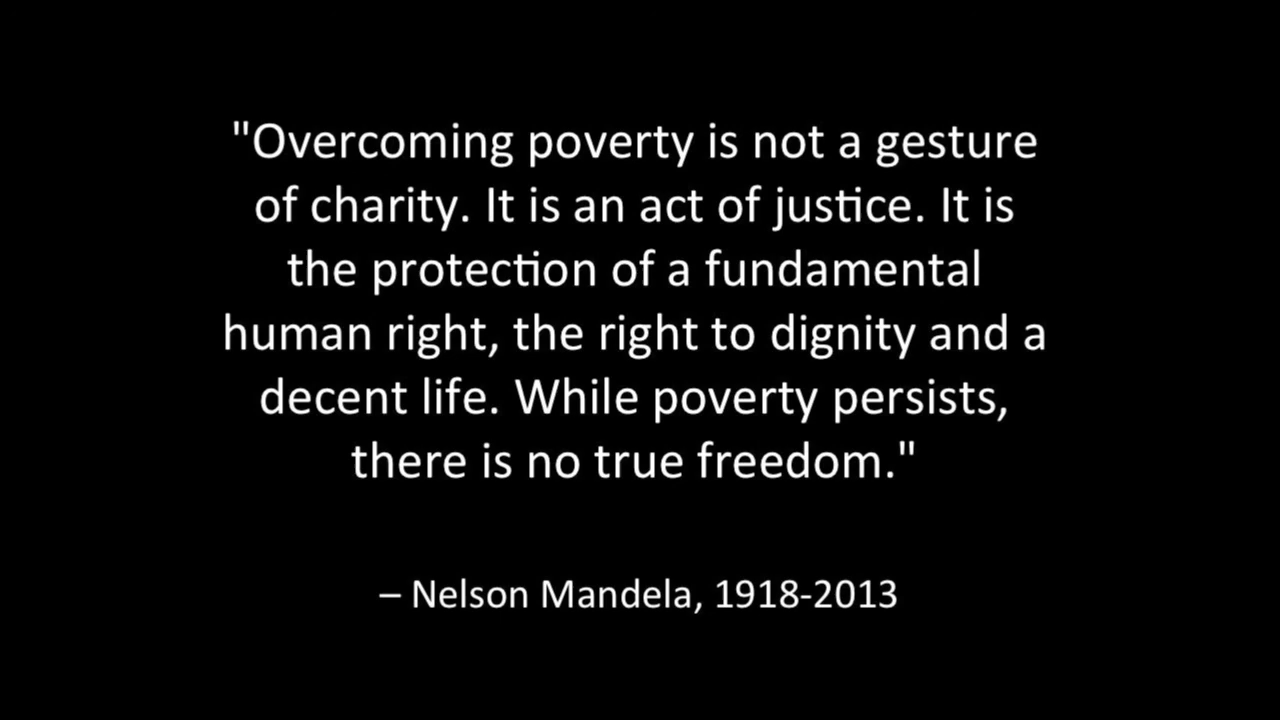 "Overcoming poverty is not a gesture
of charity. It is an act of justice. It is
the protection of a fundamental
human right, the right to dignity and a
decent life. While poverty persists,
there is no true freedom."
– Nelson Mandela, 1918-2013